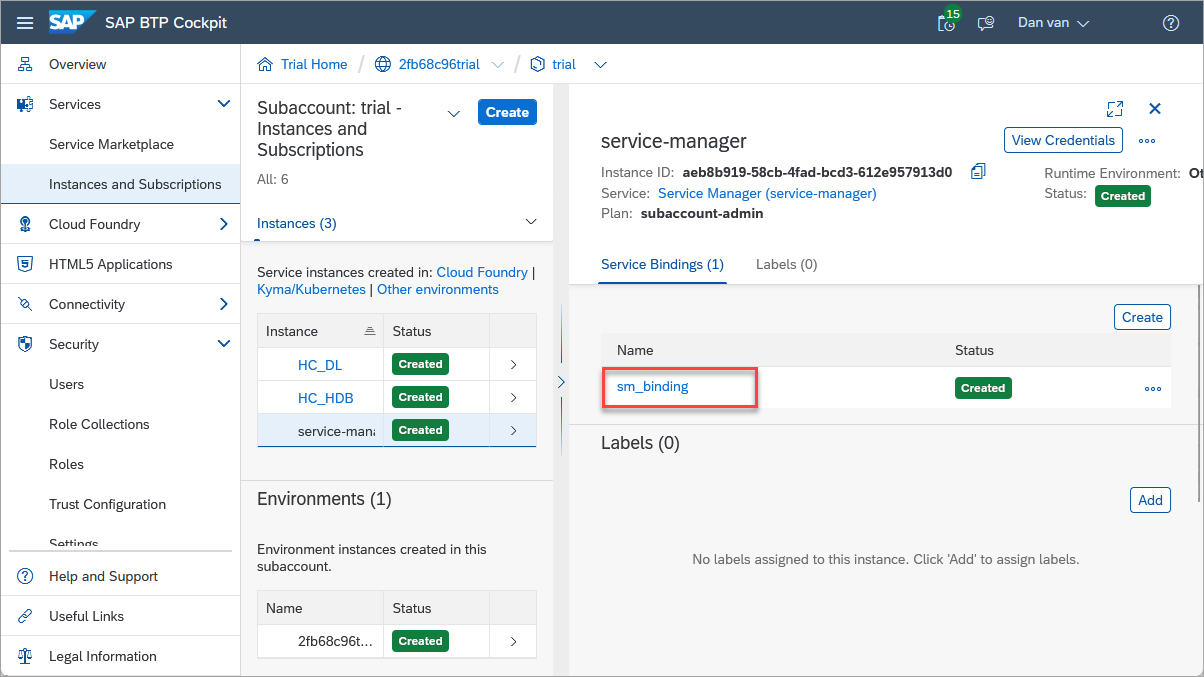 SAP
SAP BTP Cockpit
15
Dan van
Overview
Services
Service Marketplace
Instances and Subscriptions
Cloud Foundry
HTML5 Applications
Connectivity
Security
Users
Role Collections
Roles
Trust Configuration
Settings
Help and Support
Useful Links
Legal Information
Trial Home / 2fb68c96trial / trial
Subaccount: trial -
Instances and
Subscriptions
Create
All: 6
Instances (3)
Service instances created in: Cloud Foundry |
Kyma/Kubernetes | Other environments
Instance Status
HC_DL Created
HC_HDB Created
service-mana Created
Environments (1)
Environment instances created in this
subaccount.
Name Status
2fb68c96t... Created
service-manager
View Credentials
Instance ID: aeb8b919-58cb-4fad-bcd3-612e957913d0
Service: Service Manager (service-manager)
Plan: subaccount-admin
Runtime Environment: Ot
Status: Created
Service Bindings (1) Labels (0)
Create
Name Status
sm_binding Created
Labels (0)
Add
No labels assigned to this instance. Click 'Add' to assign labels.